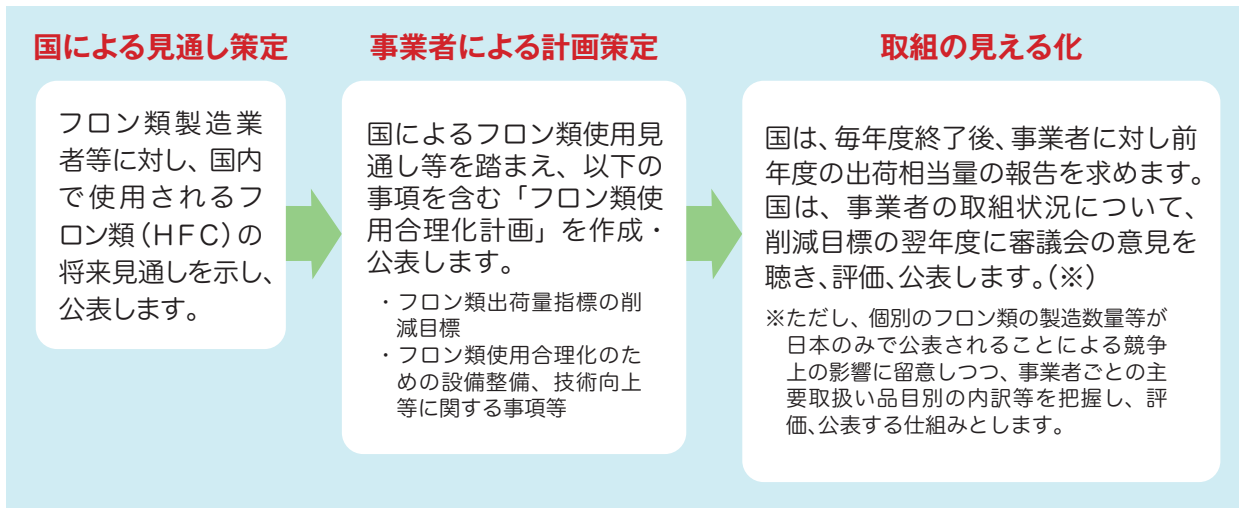 国による見通し策定
フロン類製造業
者等に対し、国内
で使用されるフ
ロン類(HFC)の
将来見通しを示し、
公表します。
事業者による計画策定
国によるフロン類使用見
通し等を踏まえ、以下の
事項を含む「フロン類使
用合理化計画」を作成・
公表します。
・フロン類出荷量指標の削
減目標
・フロン類使用合理化のた
めの設備整備、技術向上
等に関する事項等
取組の見える化
国は、毎年度終了後、事業者に対し前
年度の出荷相当量の報告を求めます。
国は、事業者の取組状況について、
削減目標の翌年度に審議会の意見を
聴き、評価、公表します。(※)
※ただし、個別のフロン類の製造数量等が
日本のみで公表されることによる競争
上の影響に留意しつつ、事業者ごとの主
要取扱い品目別の内訳等を把握し、評
価、公表する仕組みとします。